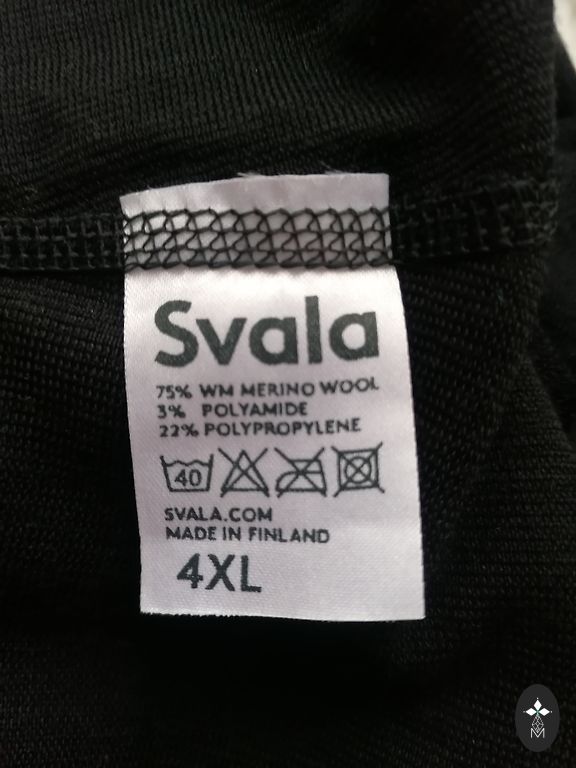 Svala
75% WM MERINO WOOL
3% POLYAMIDE
22% POLYPROPYLENE
40
SVALA.COM
MADE IN FINLAND
4XL
M